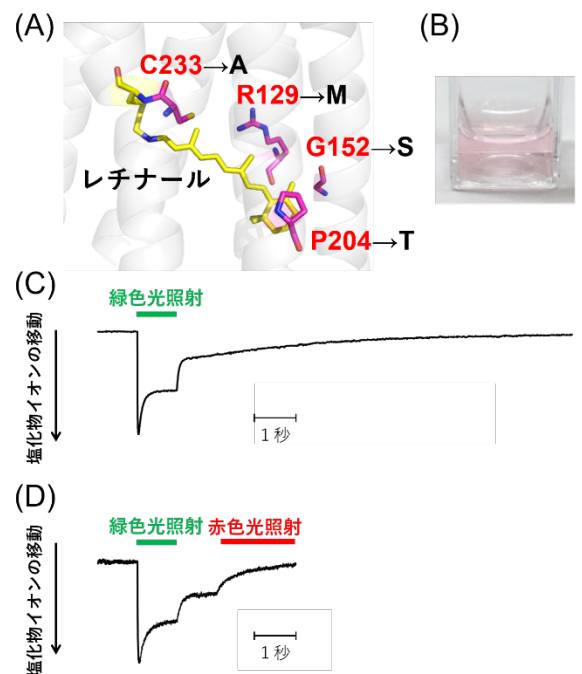 (A)
C233→A
R129→M
G152→S
レチナール
P204→T
(B)
(C)
緑色光照射
塩化物イオンの移動
1 秒
(D)
緑色光照射 赤色光照射
塩化物イオンの移動
1 秒